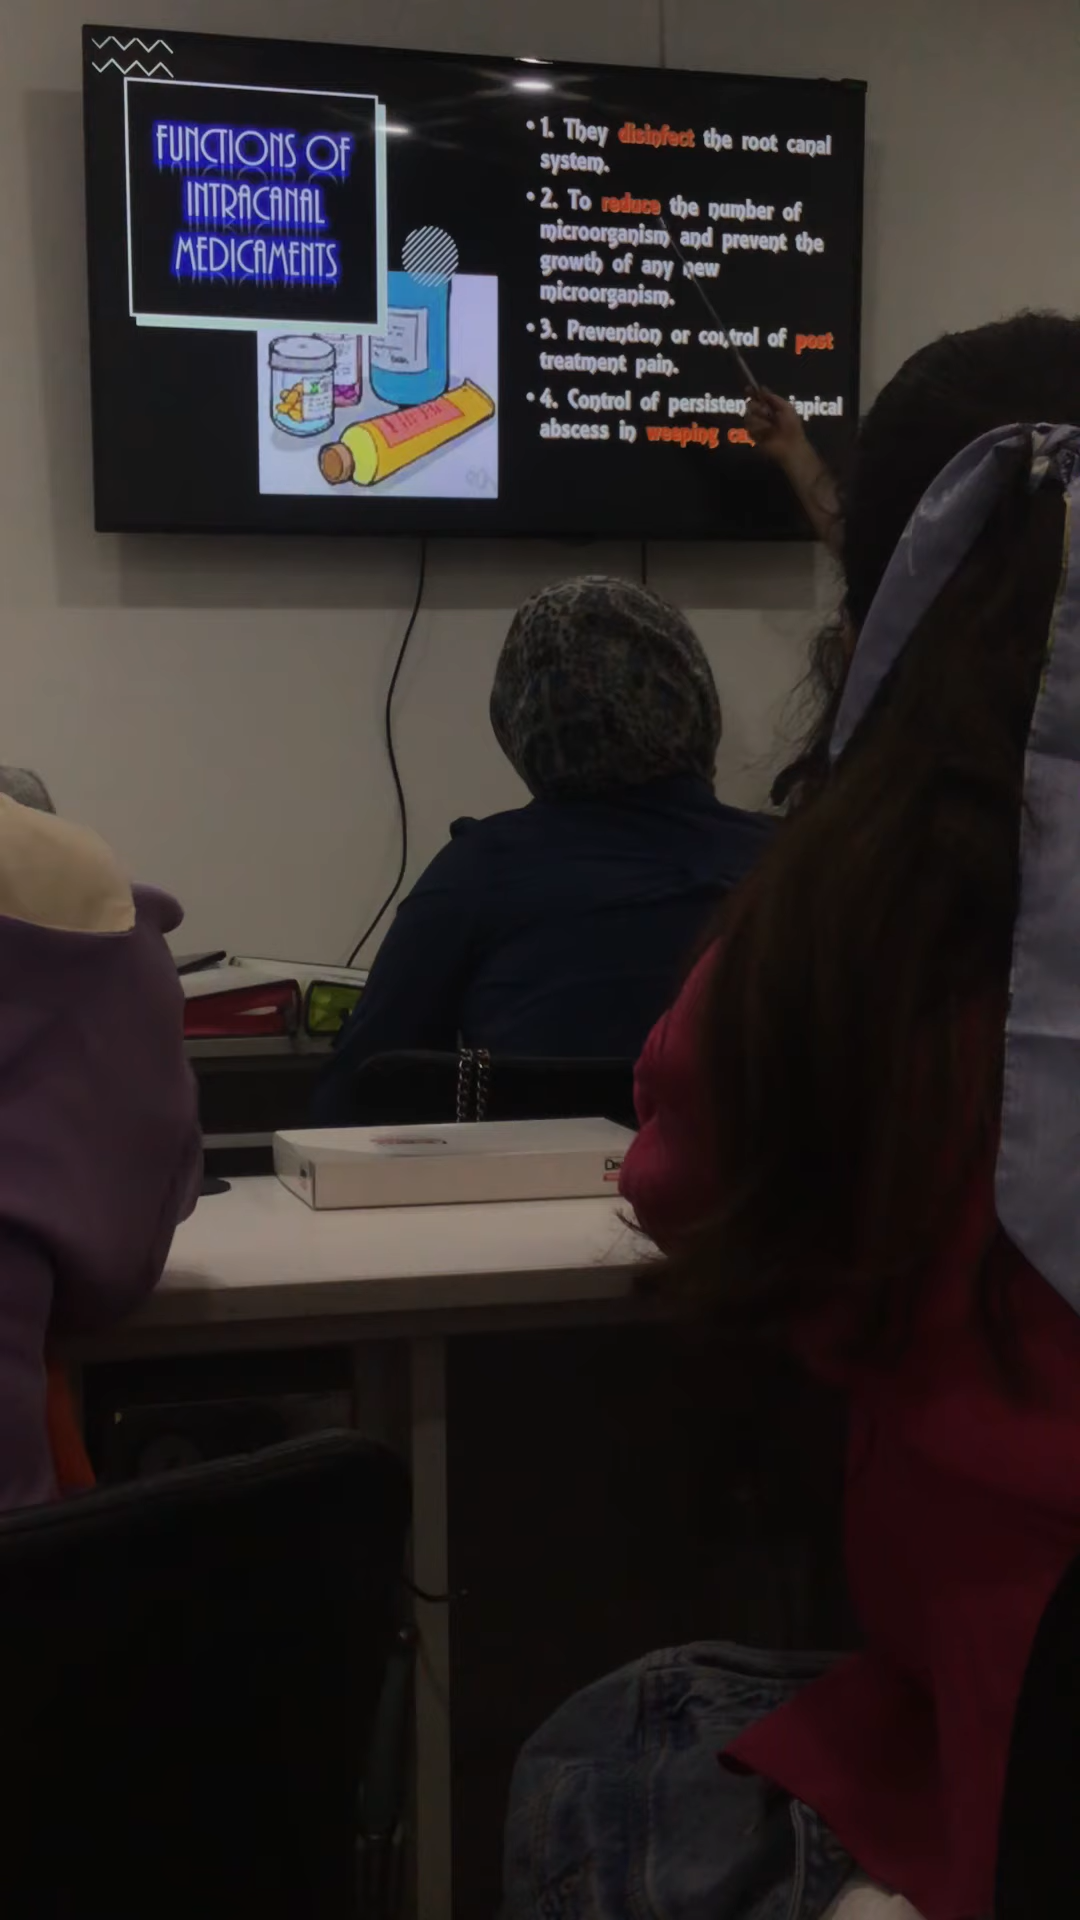 FUNCTIONS OF
INTRACANAL
MEDICAMENTS
• 1. They disinfect the root canal
system.
• 2. To reduce the number of
microorganism and prevent the
growth of any new
microorganism.
• 3. Prevention or control of post
treatment pain.
• 4. Control of persistent
abscess in weeping